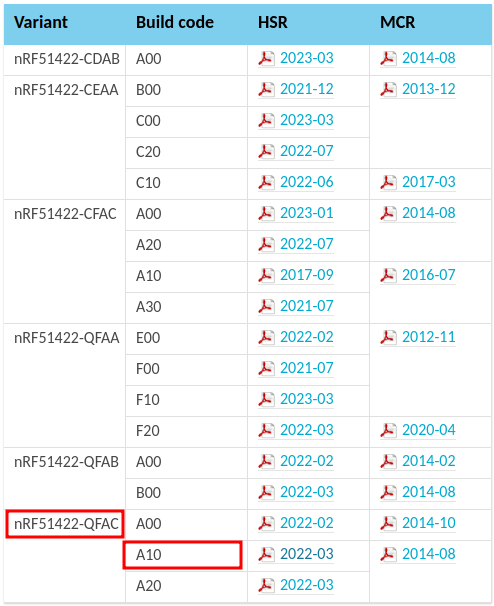 Variant Build code HSR MCR
nRF51422-CDAB A00 2023-03 2014-08
nRF51422-CEAA B00 2021-12 2013-12
C00 2023-03
C20 2022-07
C10 2022-06 2017-03
nRF51422-CFAC A00 2023-01 2014-08
A20 2022-07
A10 2017-09 2016-07
A30 2021-07
nRF51422-QFAA E00 2022-02 2012-11
F00 2021-07
F10 2023-03
F20 2022-03 2020-04
nRF51422-QFAB A00 2022-02 2014-02
B00 2022-03 2014-08
nRF51422-QFAC A00 2022-02 2014-10
A10 2022-03 2014-08
A20 2022-03